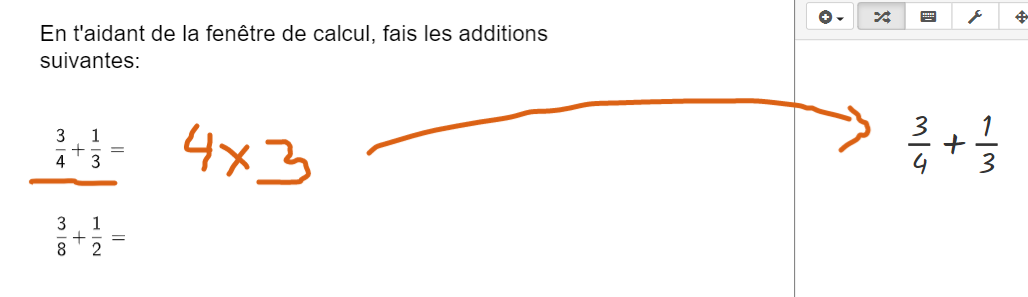 En t'aidant de la fenêtre de calcul, fais les additions
suivantes:
3/4 + 1/3 =
4 x 3
3/4 + 1/3
3/8 + 1/2 =